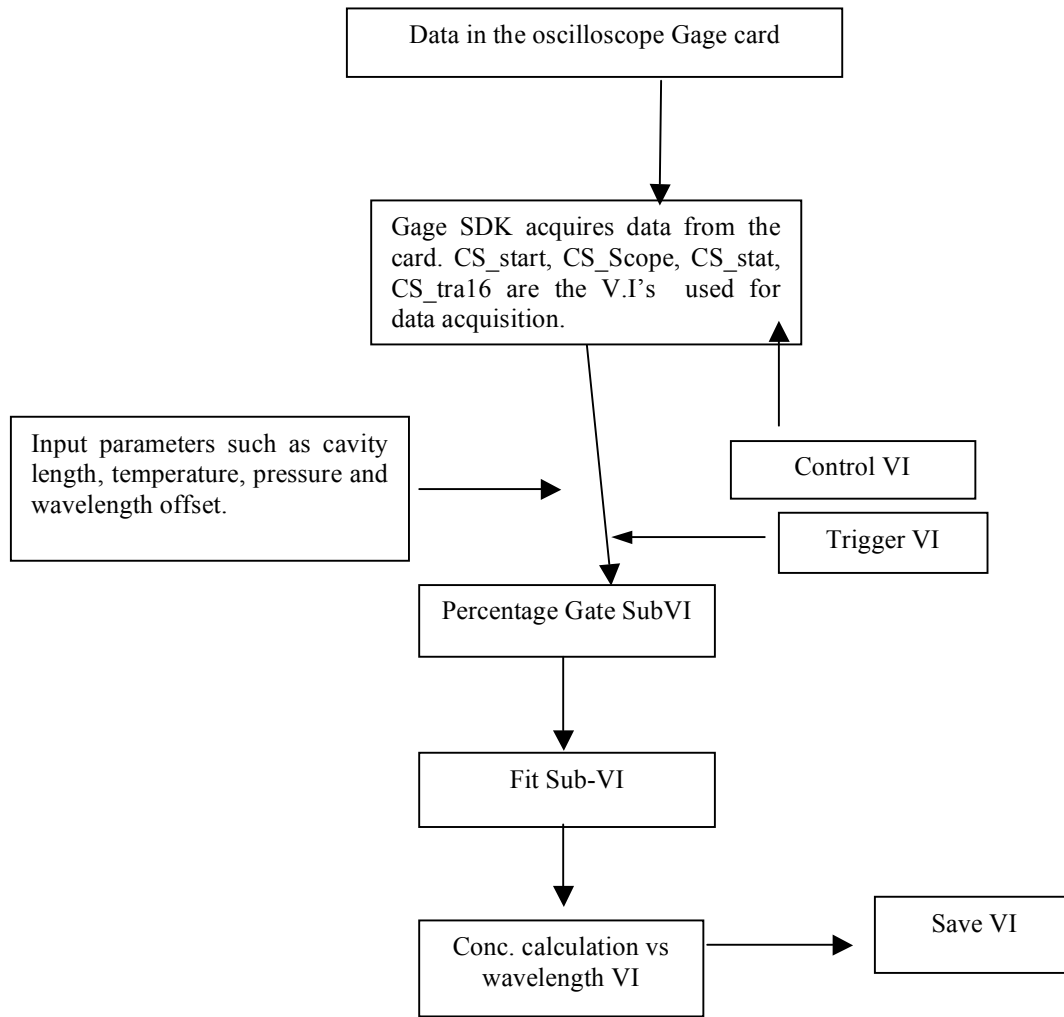 Data in the oscilloscope Gage card
Gage SDK acquires data from the
card. CS_start, CS_Scope, CS_stat,
CS_tra16 are the V.I's used for
data acquisition.
Input parameters such as cavity
length, temperature, pressure and
wavelength offset.
Control VI
Trigger VI
Percentage Gate SubVI
Fit Sub-VI
Conc. calculation vs
wavelength VI
Save VI